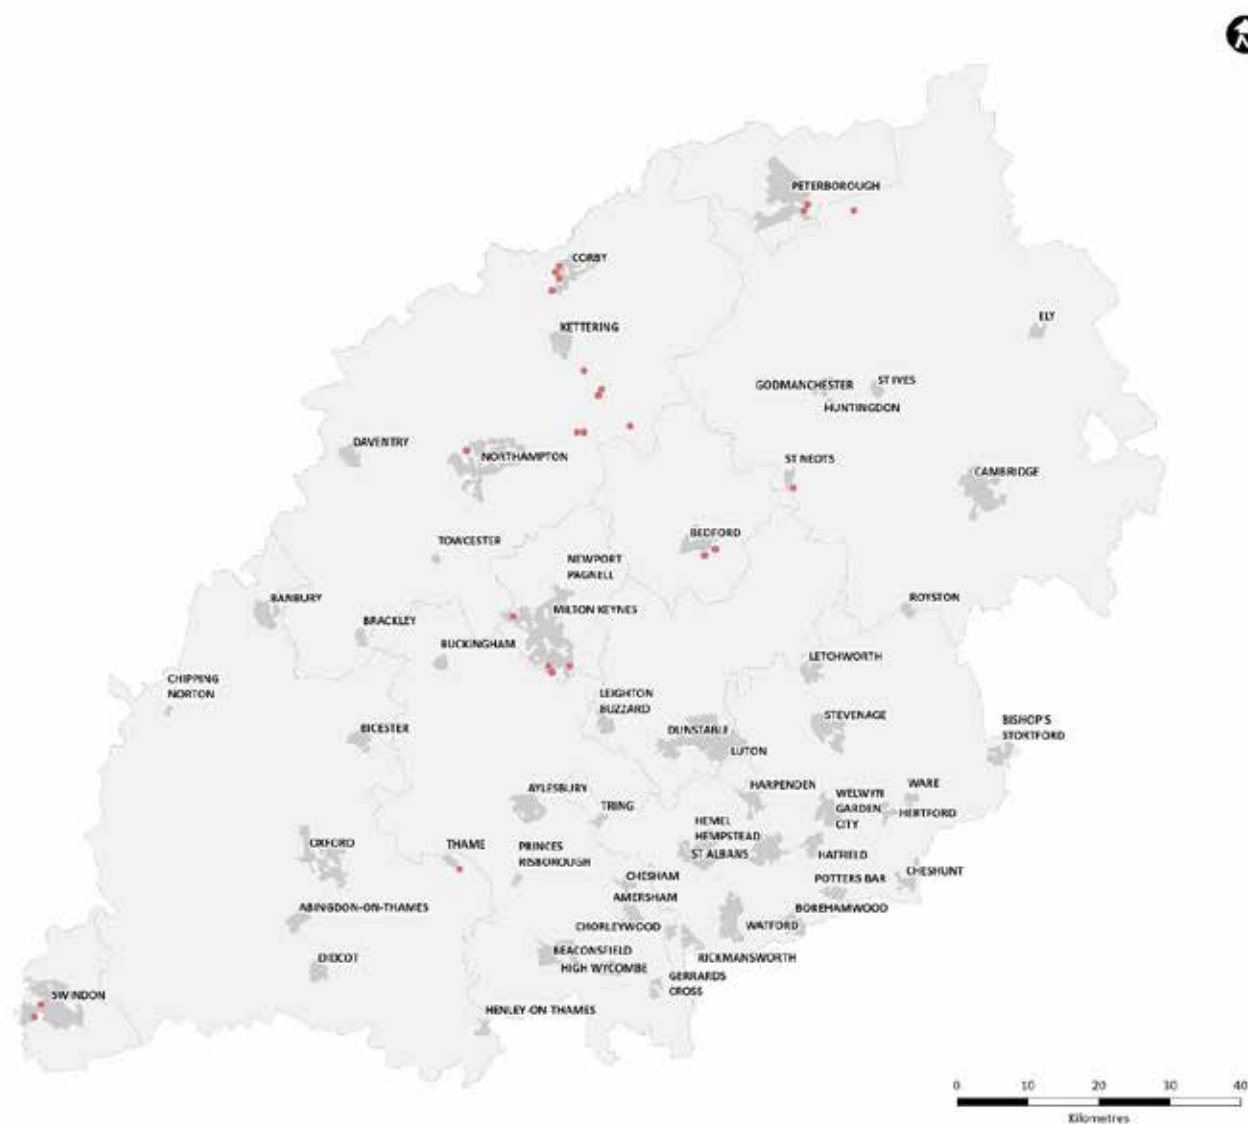 N
PETERBOROUGH
CORBY
KETTERING
ELY
GODMANCHESTER
ST IVES
HUNTINGDON
DAVENTRY
NORTHAMPTON
ST NEOTS
CAMBRIDGE
TOWCESTER
BEDFORD
NEWPORT
PAGNELL
BANBURY
MILTON KEYNES
ROYSTON
BRACKLEY
BUCKINGHAM
LETCHWORTH
CHIPPING
NORTON
LEIGHTON
BUZZARD
BICESTER
DUNSTABLE
STEVENAGE
BISHOP'S
STORTFORD
LUTON
AYLESBURY
HARPENDEN
WARE
TRING
WELWYN
GARDEN
CITY
HERTFORD
HEMEL
HEMPSTEAD
OXFORD
THAME
PRINCES
RISBOROUGH
ST ALBANS
HATFIELD
CHESHAM
POTTERS BAR
CHESHUNT
AMERSHAM
ABINGDON-ON-THAMES
BOREHAMWOOD
CHORLEYWOOD
WATFORD
DIDCOT
BEACONSFIELD
HIGH WYCOMBE
RICKMANSWORTH
GERRARDS
CROSS
SWINDON
HENLEY-ON-THAMES
0 10 20 30 40
Kilometres